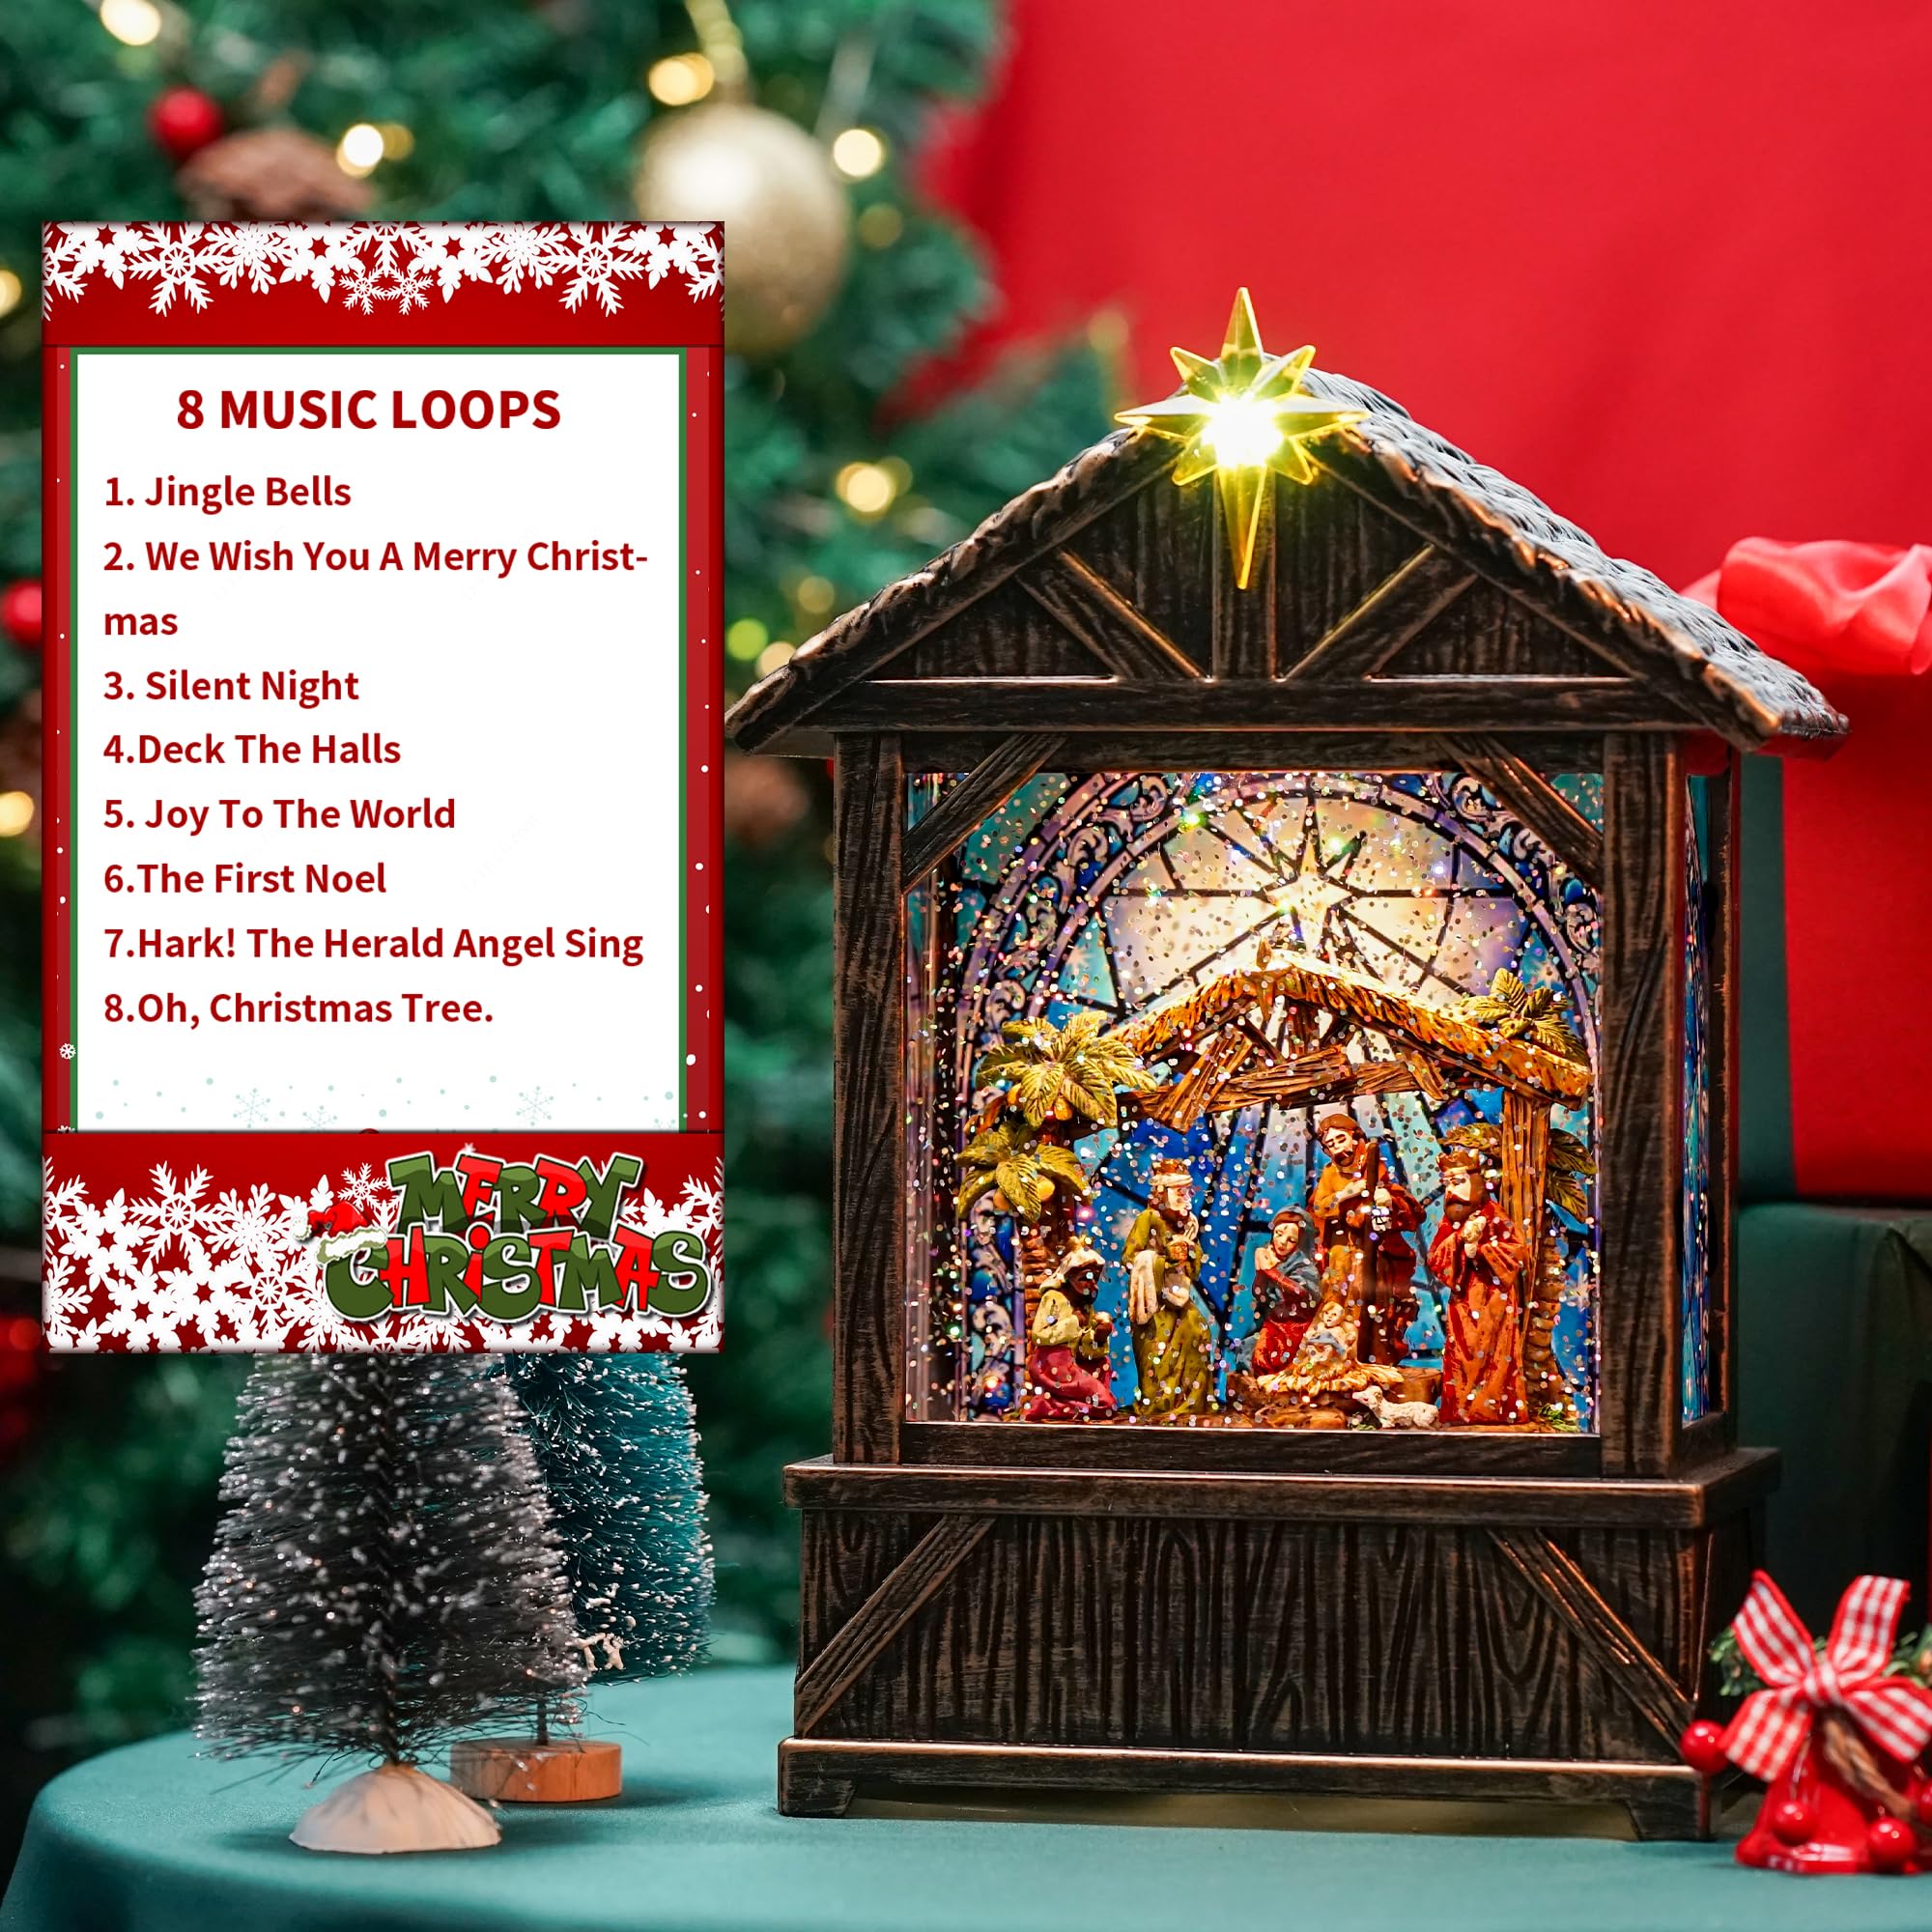 8 MUSIC LOOPS
1. Jingle Bells
2. We Wish You A Merry Christ-
mas
3. Silent Night
4.Deck The Halls
5. Joy To The World
6.The First Noel
7.Hark! The Herald Angel Sing
8.Oh, Christmas Tree.
MERRY
CHRiSTMAS